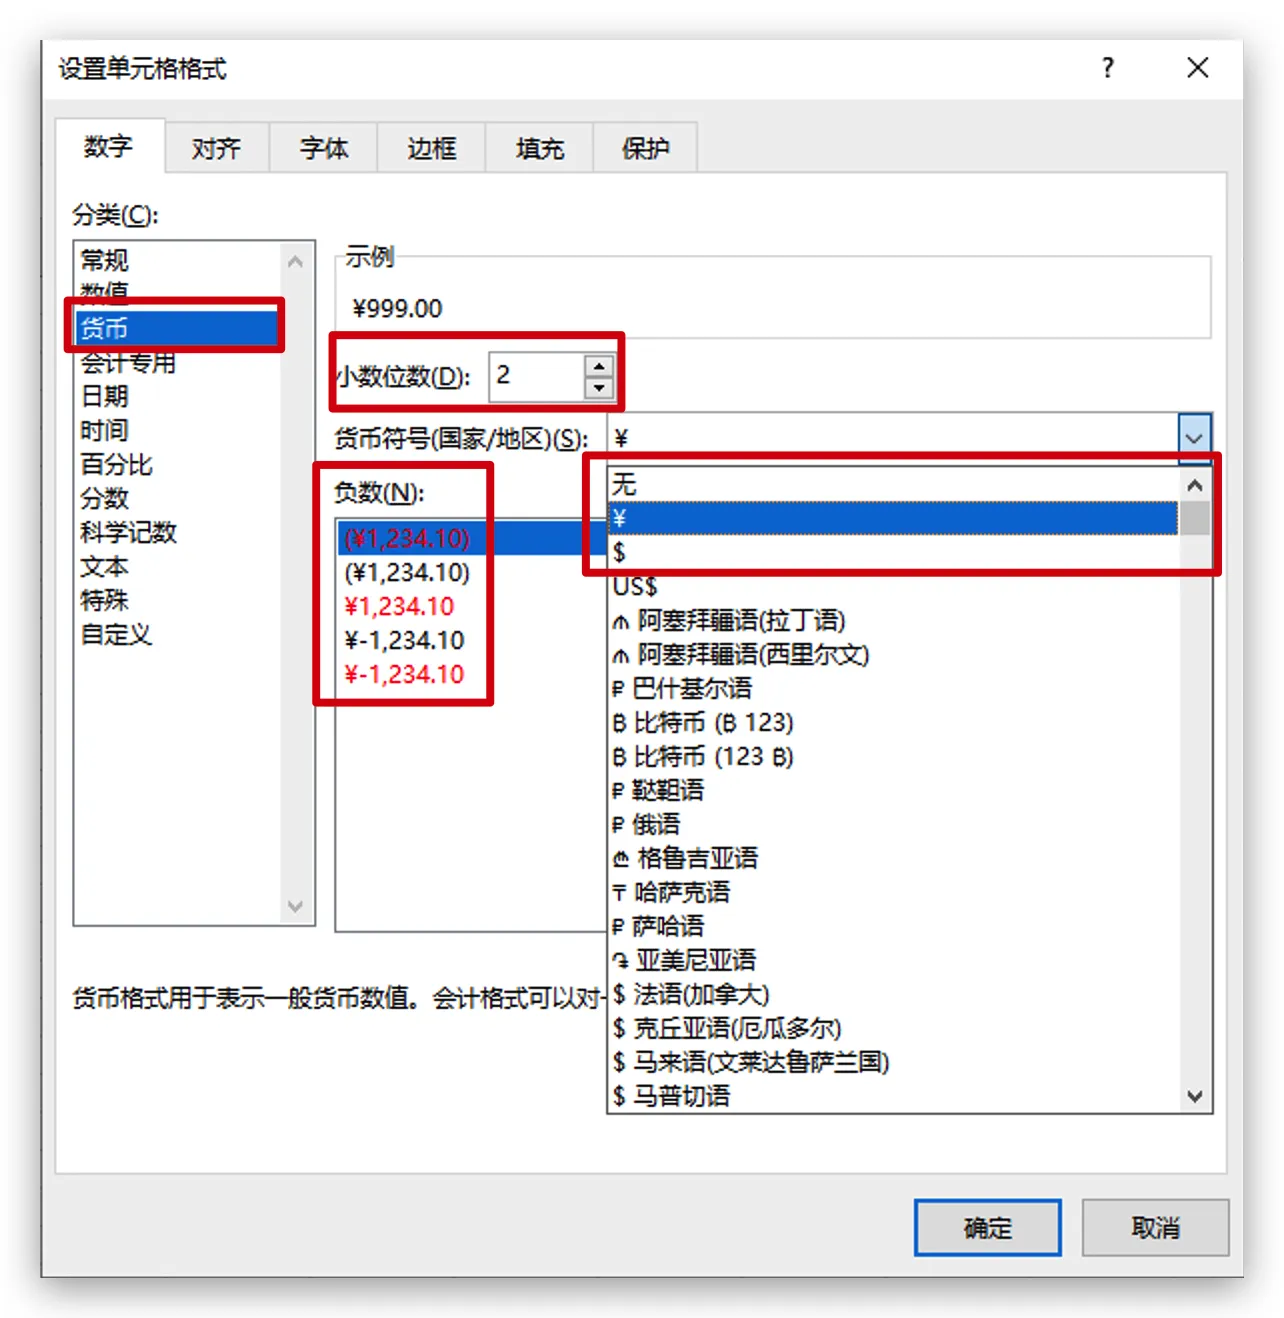 设置单元格格式
?
数字 对齐 字体 边框 填充 保护
分类(C):
常规
数值
货币
会计专用
日期
时间
百分比
分数
科学记数
文本
特殊
自定义
示例
¥999.00
小数位数(D): 2
货币符号(国家/地区)(S): ¥
负数(N):
(¥1,234.10)
(¥1,234.10)
¥1,234.10
¥-1,234.10
¥-1,234.10
无
¥
$
US$
₼ 阿塞拜疆语(拉丁语)
₼ 阿塞拜疆语(西里尔文)
₽ 巴什基尔语
₿ 比特币 (₿ 123)
₿ 比特币 (123 ₿)
₽ 鞑靼语
₽ 俄语
₾ 格鲁吉亚语
₸ 哈萨克语
₽ 萨哈语
֏ 亚美尼亚语
$ 法语(加拿大)
$ 克丘亚语(厄瓜多尔)
$ 马来语(文莱达鲁萨兰国)
$ 马普切语
货币格式用于表示一般货币数值。会计格式可以对
确定 取消